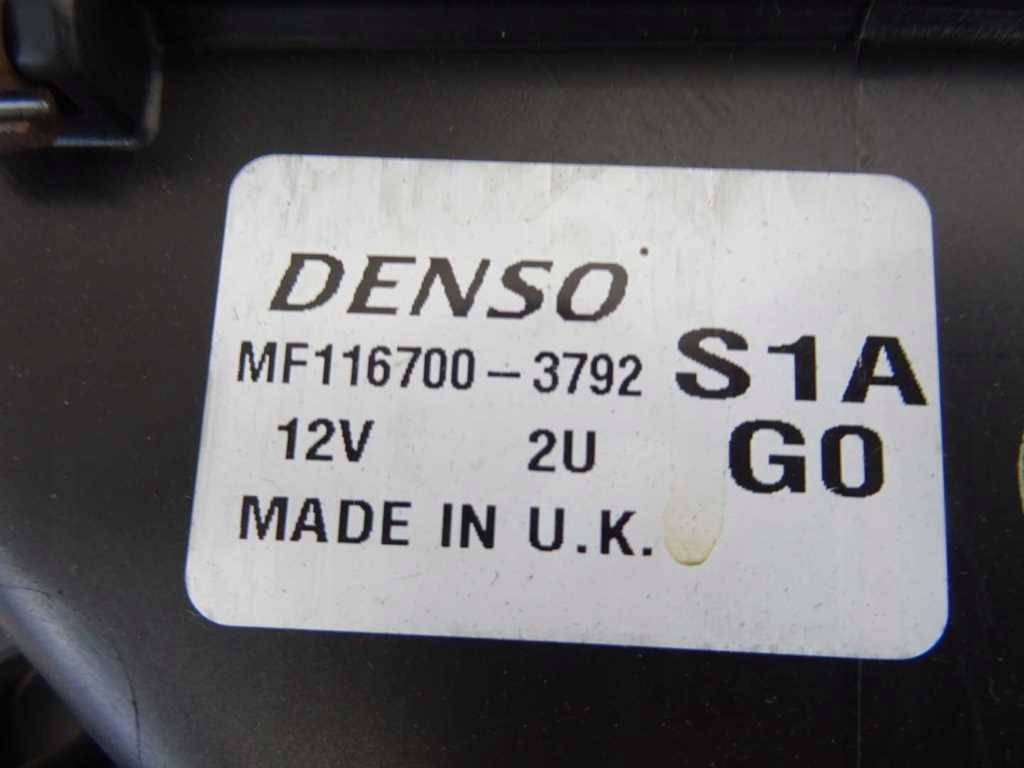 DENSO
MF116700-3792 S1A
12V 2U G0
MADE IN U.K.